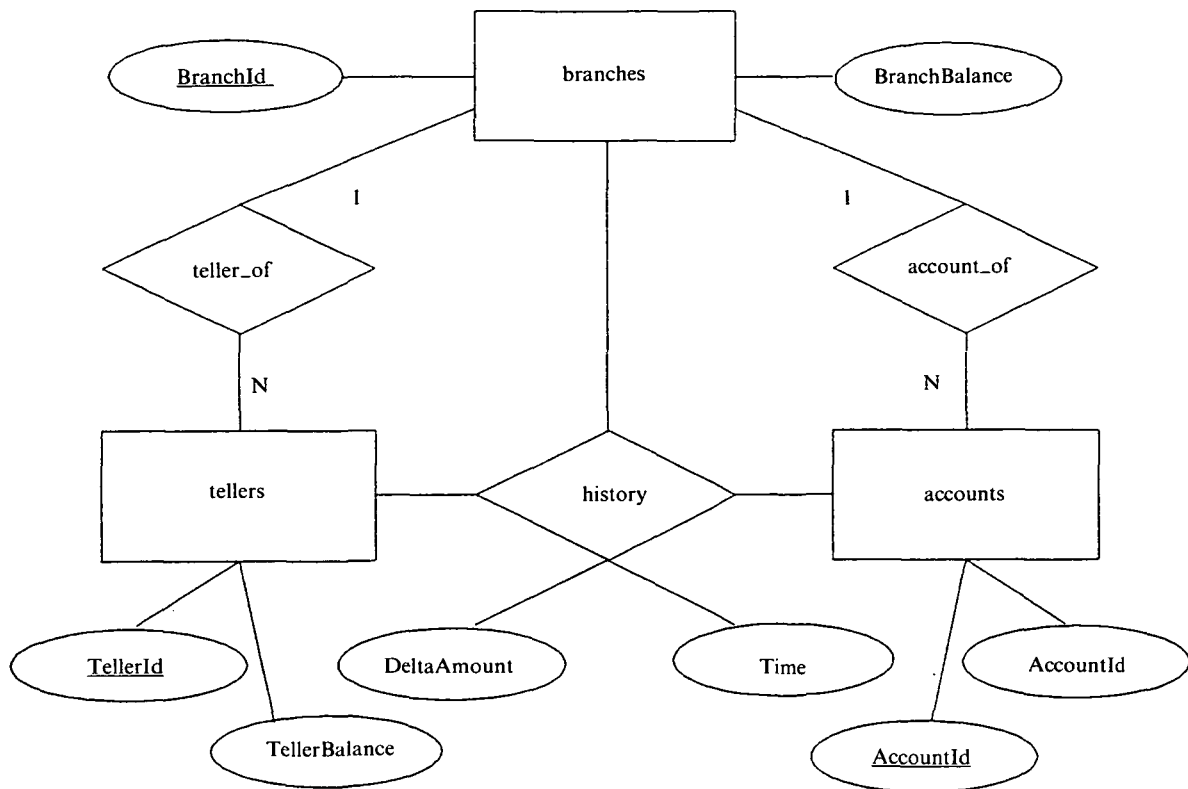 branches
BranchId
BranchBalance
1
1
teller_of
account_of
N
N
tellers
history
accounts
TellerId
DeltaAmount
Time
AccountId
TellerBalance
AccountId